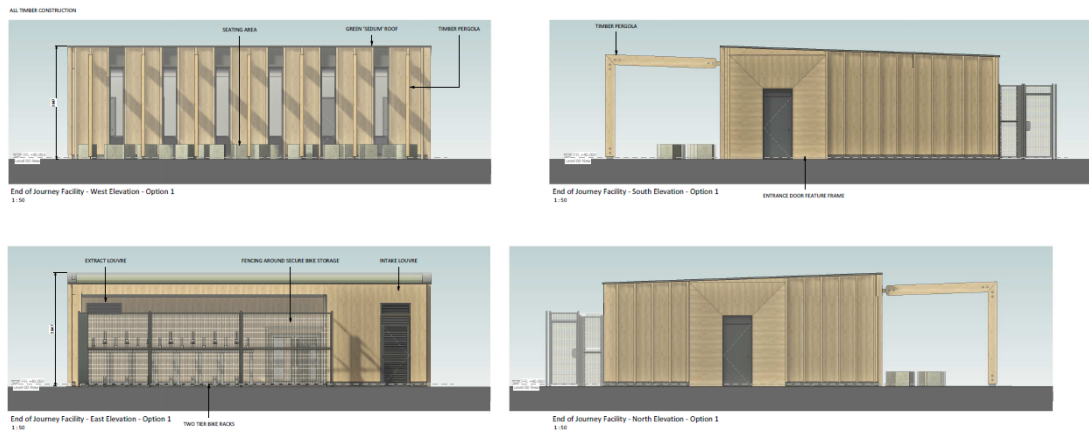 ALL TIMBER CONSTRUCTION
SEATING AREA
GREEN 'SEDUM' ROOF
TIMBER PERGOLA
End of Journey Facility - West Elevation - Option 1
1 : 50
TIMBER PERGOLA
End of Journey Facility - South Elevation - Option 1
1 : 50
ENTRANCE DOOR FEATURE FRAME
EXTRACT LOUVRE
FENCING AROUND SECURE BIKE STORAGE
INTAKE LOUVRE
End of Journey Facility - East Elevation - Option 1
1 : 50
TWO TIER BIKE RACKS
End of Journey Facility - North Elevation - Option 1
1 : 50